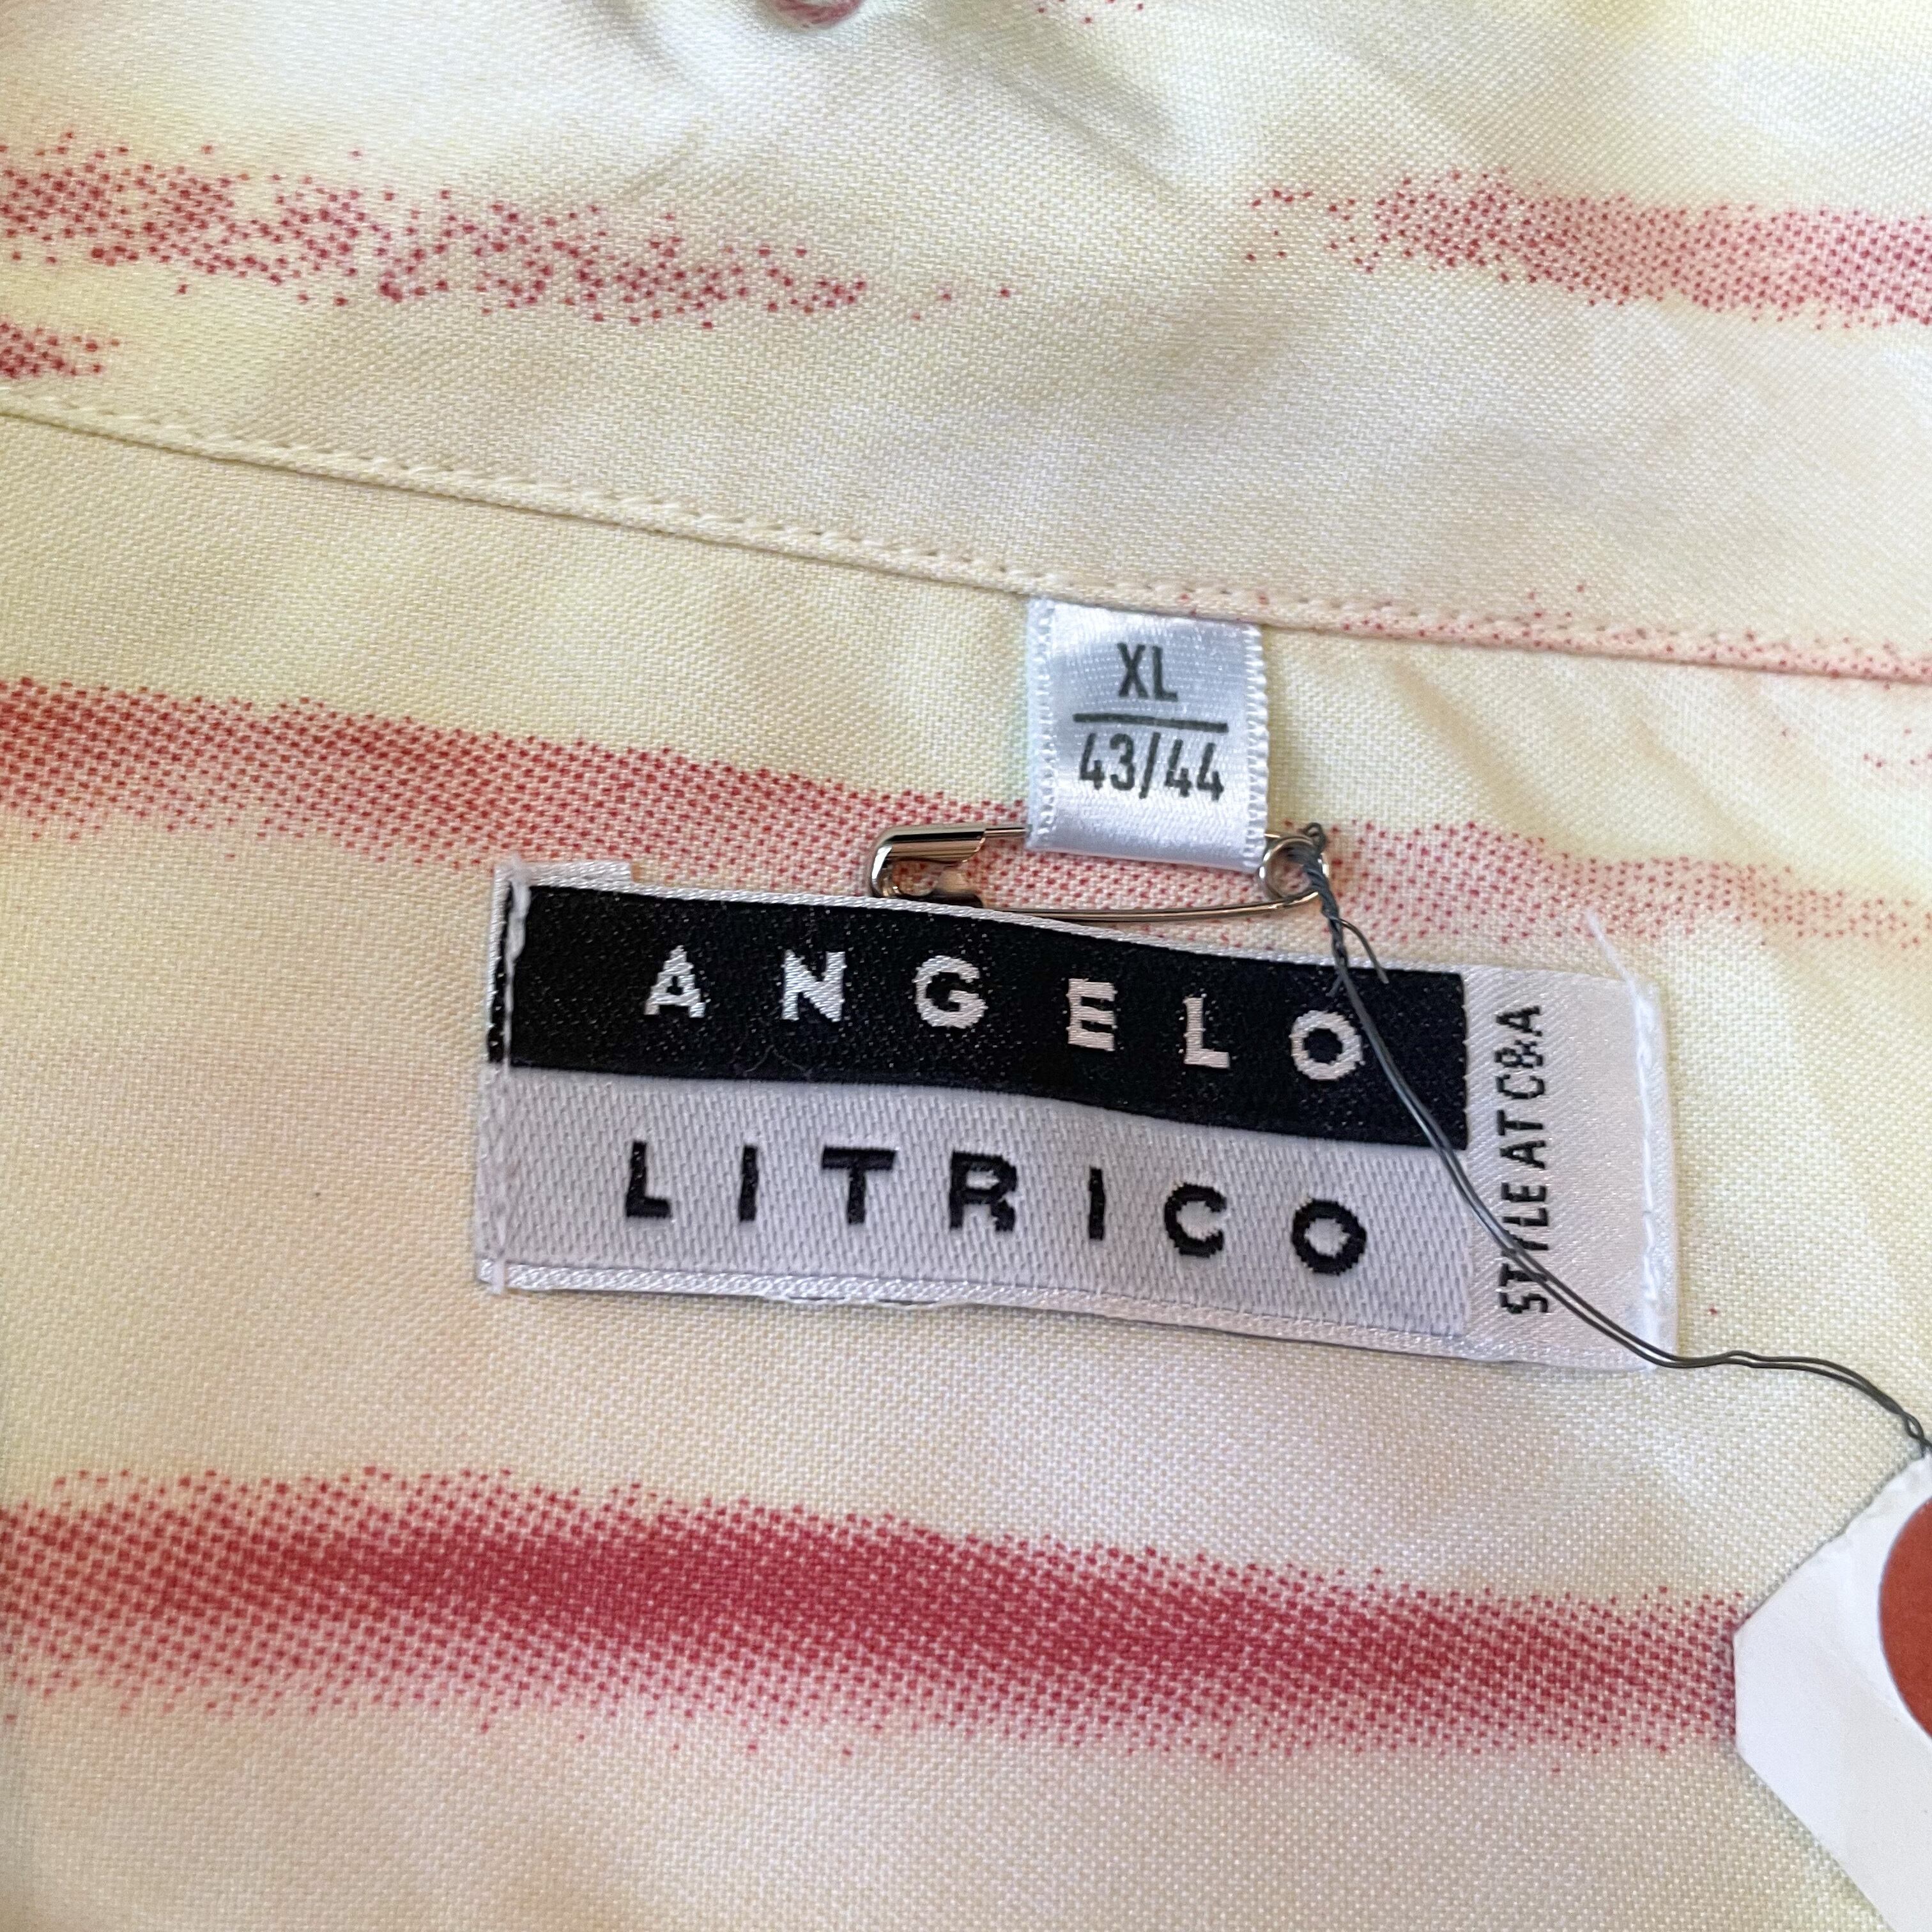 XL
43/44
ANGELO
LITRICO
STYLE AT C&A